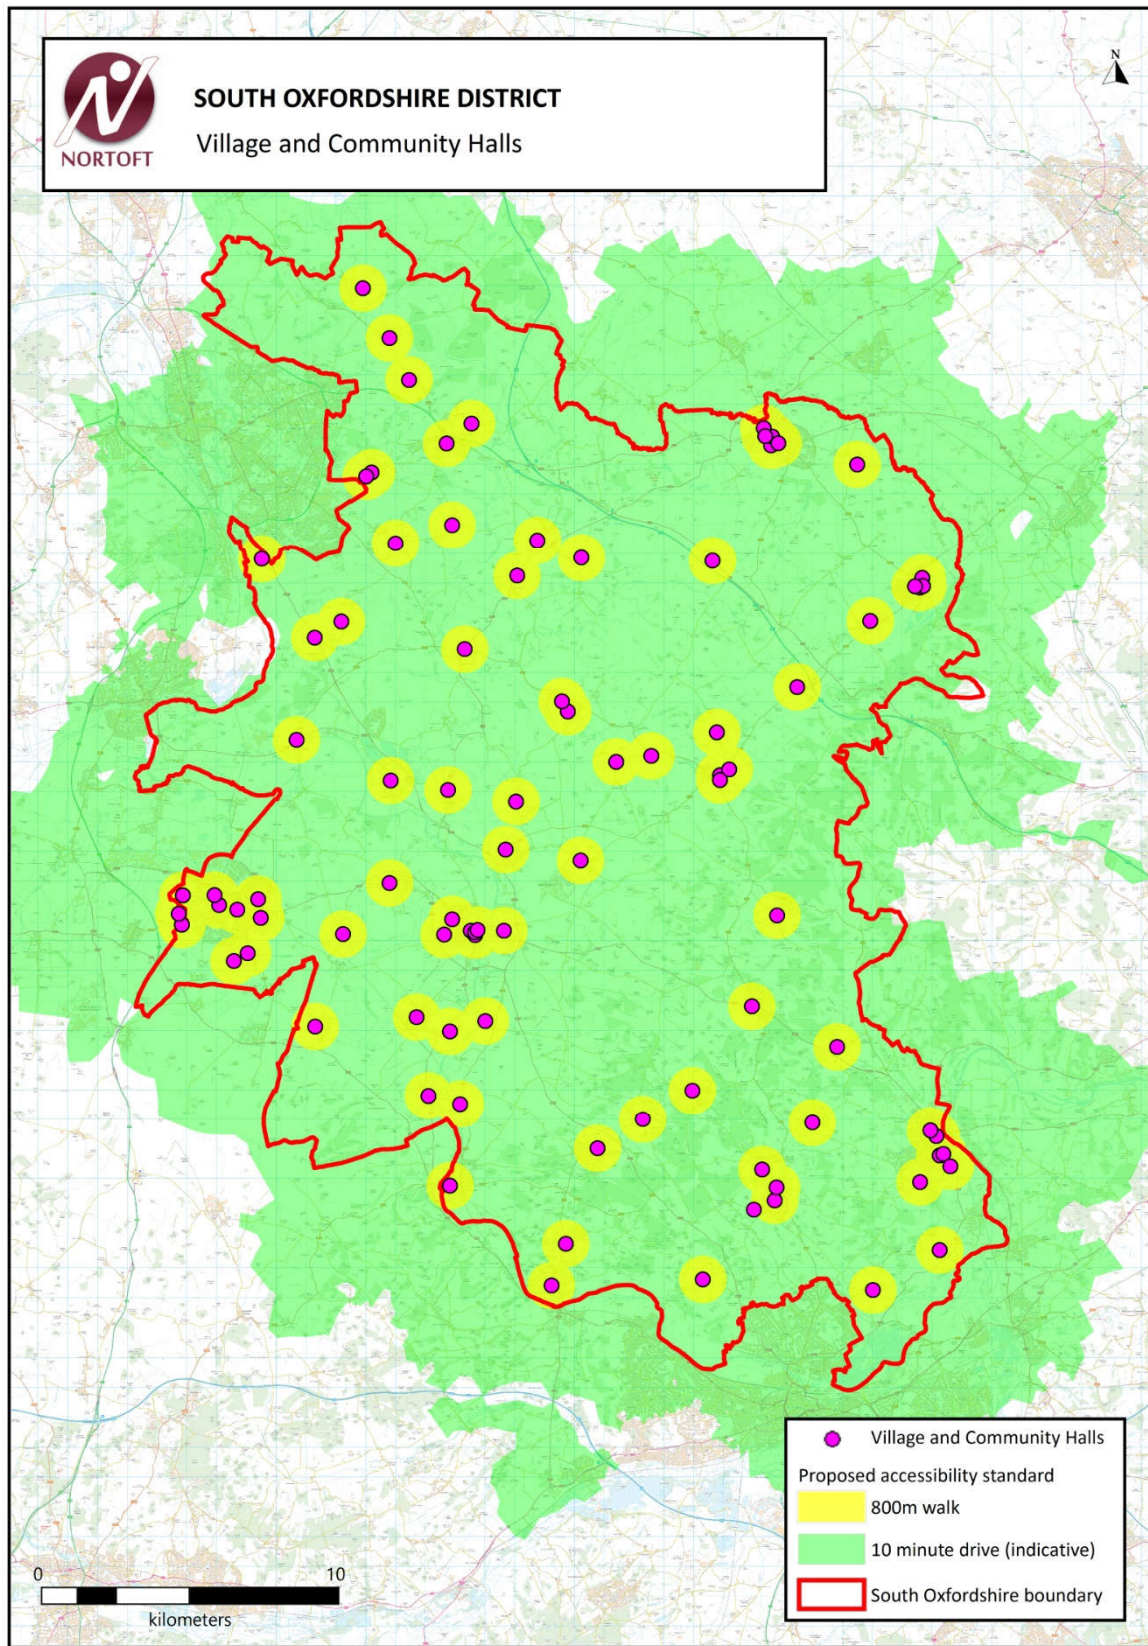 NORTOFT
SOUTH OXFORDSHIRE DISTRICT
Village and Community Halls
N
Village and Community Halls
Proposed accessibility standard
800m walk
10 minute drive (indicative)
South Oxfordshire boundary
0 10
kilometers